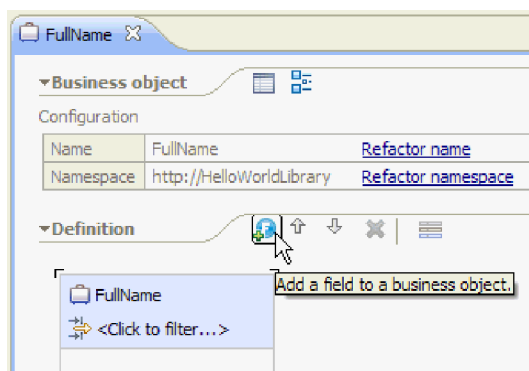 FullName
Business object
Configuration
Name FullName Refactor name
Namespace http://HelloWorldLibrary Refactor namespace
Definition
Add a field to a business object.
FullName
<Click to filter...>